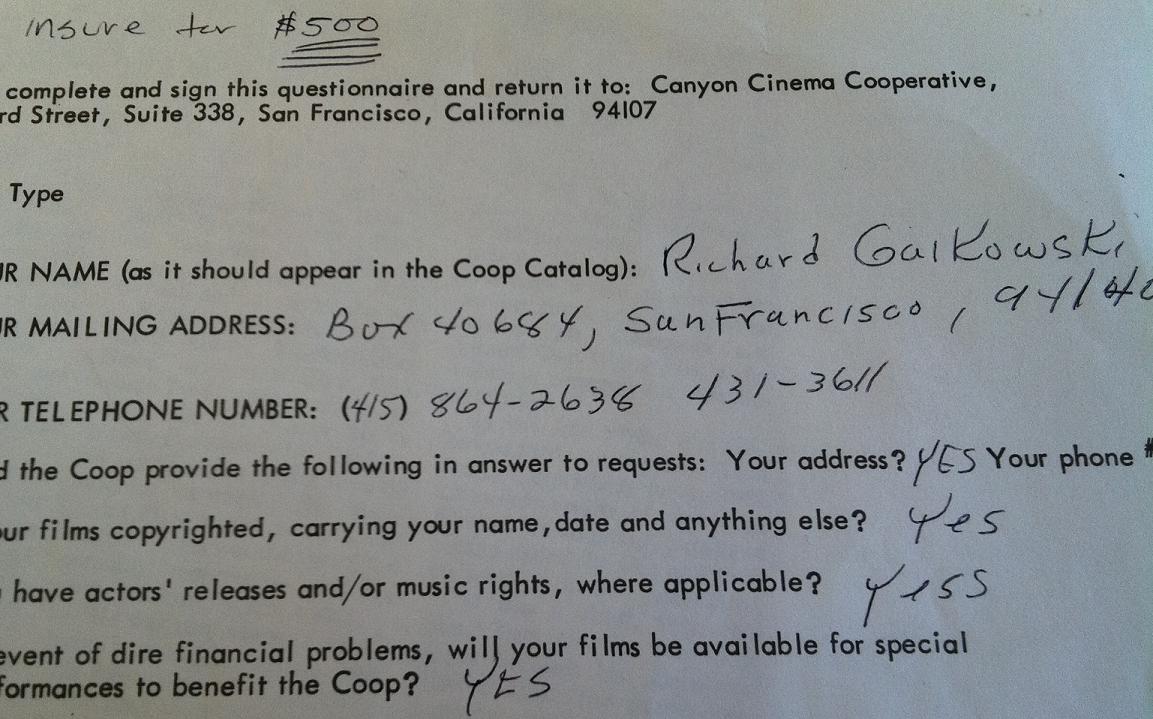 insure for $500
complete and sign this questionnaire and return it to: Canyon Cinema Cooperative,
rd Street, Suite 338, San Francisco, California 94107
Type
UR NAME (as it should appear in the Coop Catalog): Richard Gaikowski
UR MAILING ADDRESS: Box 40684, San Francisco, 94140
R TELEPHONE NUMBER: (415) 864-2638 431-3611
d the Coop provide the following in answer to requests: Your address? YES Your phone #
our films copyrighted, carrying your name, date and anything else? Yes
have actors' releases and/or music rights, where applicable? Yess
event of dire financial problems, will your films be available for special
formances to benefit the Coop? YES